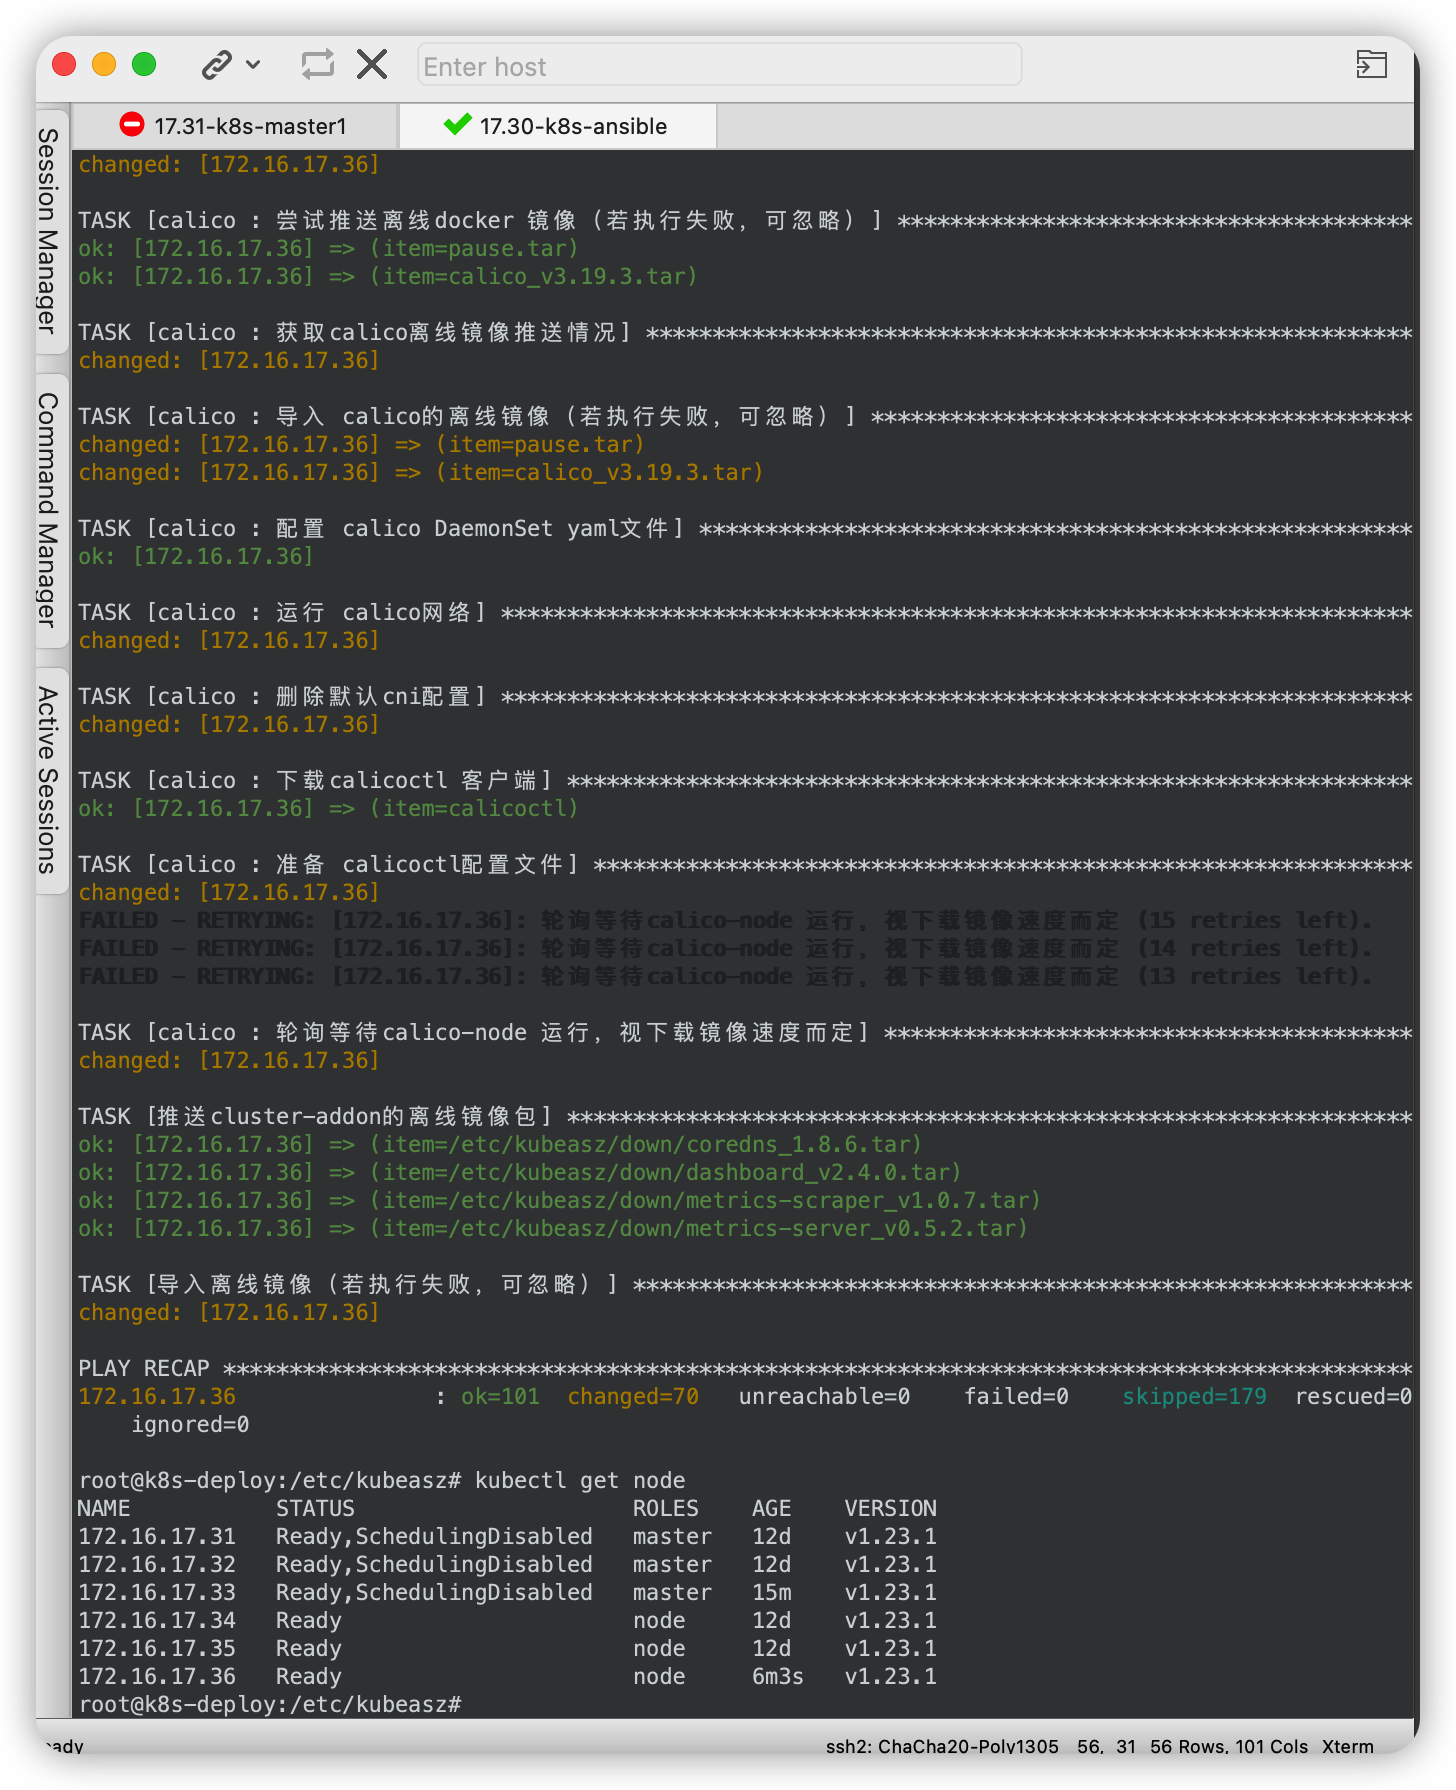 Enter host
17.31-k8s-master1
17.30-k8s-ansible
Session Manager
Command Manager
Active Sessions
changed: [172.16.17.36]
TASK [calico : 尝试推送离线docker 镜像（若执行失败，可忽略）] ***************************************
ok: [172.16.17.36] => (item=pause.tar)
ok: [172.16.17.36] => (item=calico_v3.19.3.tar)
TASK [calico : 获取calico离线镜像推送情况] **********************************************************
changed: [172.16.17.36]
TASK [calico : 导入 calico的离线镜像（若执行失败，可忽略）] *****************************************
changed: [172.16.17.36] => (item=pause.tar)
changed: [172.16.17.36] => (item=calico_v3.19.3.tar)
TASK [calico : 配置 calico DaemonSet yaml文件] ******************************************************
ok: [172.16.17.36]
TASK [calico : 运行 calico网络] *********************************************************************
changed: [172.16.17.36]
TASK [calico : 删除默认cni配置] *********************************************************************
changed: [172.16.17.36]
TASK [calico : 下载calicoctl 客户端] ****************************************************************
ok: [172.16.17.36] => (item=calicoctl)
TASK [calico : 准备 calicoctl配置文件] **************************************************************
changed: [172.16.17.36]
FAILED - RETRYING: [172.16.17.36]: 轮询等待calico-node 运行，视下载镜像速度而定 (15 retries left).
FAILED - RETRYING: [172.16.17.36]: 轮询等待calico-node 运行，视下载镜像速度而定 (14 retries left).
FAILED - RETRYING: [172.16.17.36]: 轮询等待calico-node 运行，视下载镜像速度而定 (13 retries left).
TASK [calico : 轮询等待calico-node 运行，视下载镜像速度而定] ****************************************
changed: [172.16.17.36]
TASK [推送cluster-addon的离线镜像包] ****************************************************************
ok: [172.16.17.36] => (item=/etc/kubeasz/down/coredns_1.8.6.tar)
ok: [172.16.17.36] => (item=/etc/kubeasz/down/dashboard_v2.4.0.tar)
ok: [172.16.17.36] => (item=/etc/kubeasz/down/metrics-scraper_v1.0.7.tar)
ok: [172.16.17.36] => (item=/etc/kubeasz/down/metrics-server_v0.5.2.tar)
TASK [导入离线镜像（若执行失败，可忽略）] ***********************************************************
changed: [172.16.17.36]
PLAY RECAP ******************************************************************************************
172.16.17.36 : ok=101 changed=70 unreachable=0 failed=0 skipped=179 rescued=0
ignored=0
root@k8s-deploy:/etc/kubeasz# kubectl get node
NAME STATUS ROLES AGE VERSION
172.16.17.31 Ready,SchedulingDisabled master 12d v1.23.1
172.16.17.32 Ready,SchedulingDisabled master 12d v1.23.1
172.16.17.33 Ready,SchedulingDisabled master 15m v1.23.1
172.16.17.34 Ready node 12d v1.23.1
172.16.17.35 Ready node 12d v1.23.1
172.16.17.36 Ready node 6m3s v1.23.1
root@k8s-deploy:/etc/kubeasz#
ssh2: ChaCha20-Poly1305 56, 31 56 Rows, 101 Cols Xterm